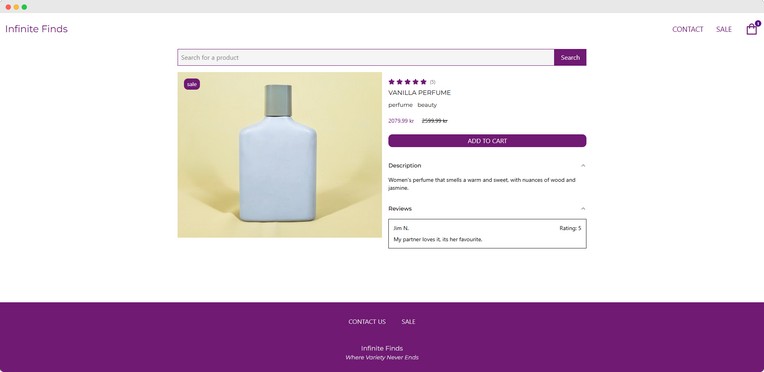 Infinite Finds
CONTACT SALE
Search for a product Search
sale
VANILLA PERFUME
perfume beauty
2079.99 kr 2599.99 kr
ADD TO CART
Description
Women's perfume that smells a warm and sweet, with nuances of wood and
jasmine.
Reviews
Jim N. Rating: 5
My partner loves it, its her favourite.
CONTACT US SALE
Infinite Finds
Where Variety Never Ends